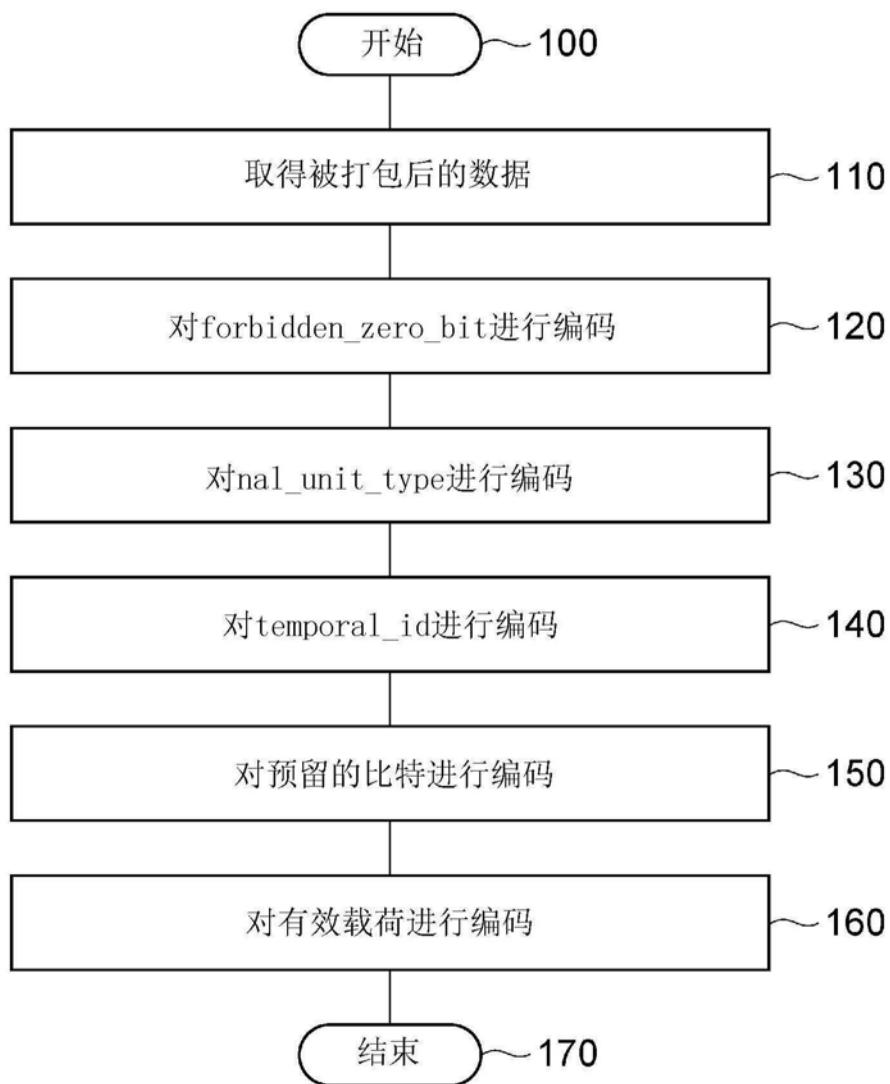 开始 100
取得被打包后的数据 110
对forbidden_zero_bit进行编码 120
对nal_unit_type进行编码 130
对temporal_id进行编码 140
对预留的比特进行编码 150
对有效载荷进行编码 160
结束 170